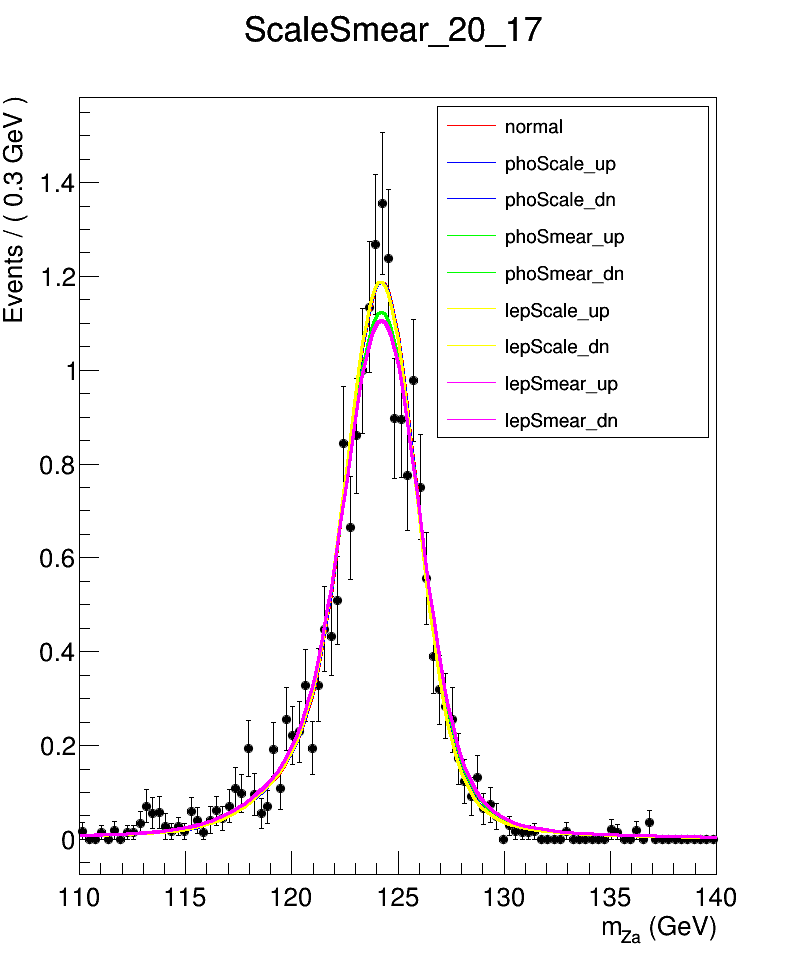 ScaleSmear_20_17
Events / ( 0.3 GeV )
1.4
1.2
1
0.8
0.6
0.4
0.2
0
normal
phoScale_up
phoScale_dn
phoSmear_up
phoSmear_dn
lepScale_up
lepScale_dn
lepSmear_up
lepSmear_dn
110 115 120 125 130 135 140
m_Za (GeV)